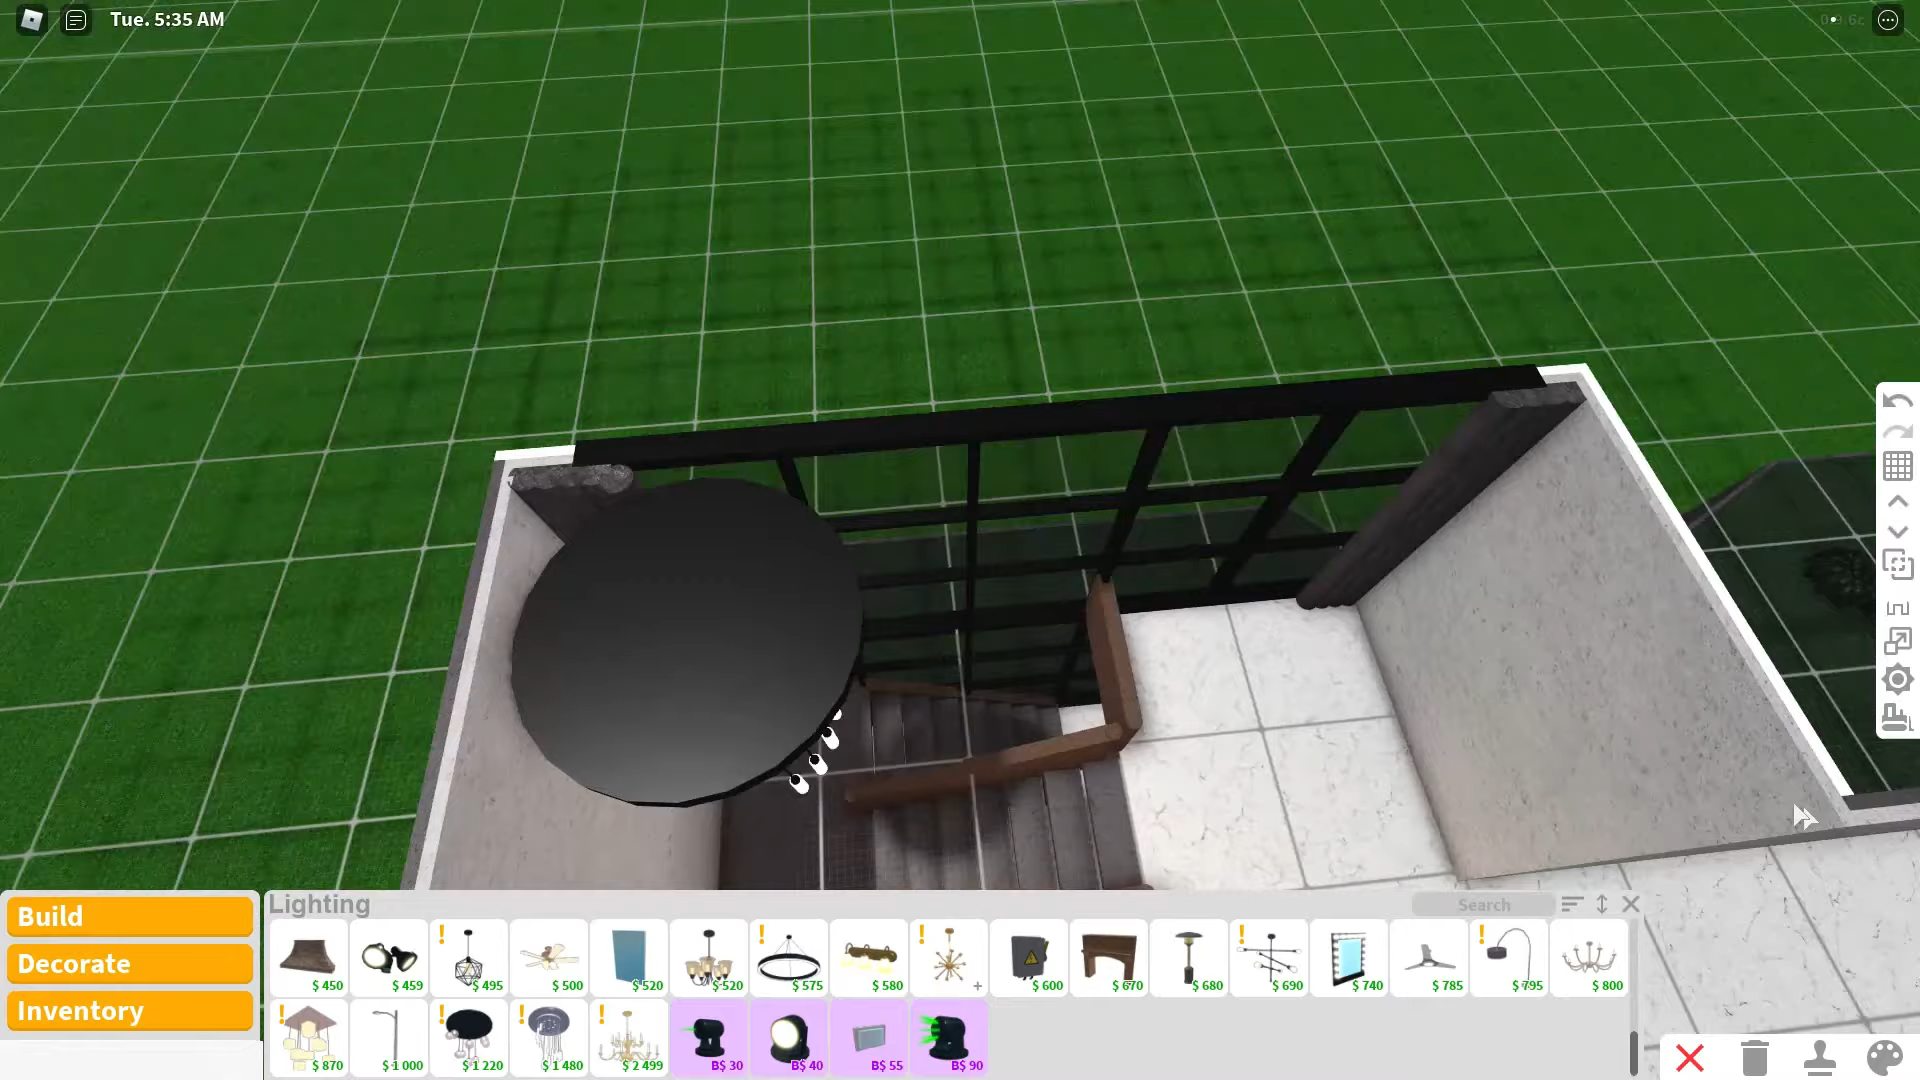 Tue. 5:35 AM
Build
Decorate
Inventory
Lighting
Search
$ 450
$ 459
$ 495
$ 500
$ 520
$ 520
$ 575
$ 580
$ 600
$ 670
$ 680
$ 690
$ 740
$ 785
$ 795
$ 800
$ 870
$ 1 000
$ 1 220
$ 1 480
$ 2 499
B$ 30
B$ 40
B$ 55
B$ 90